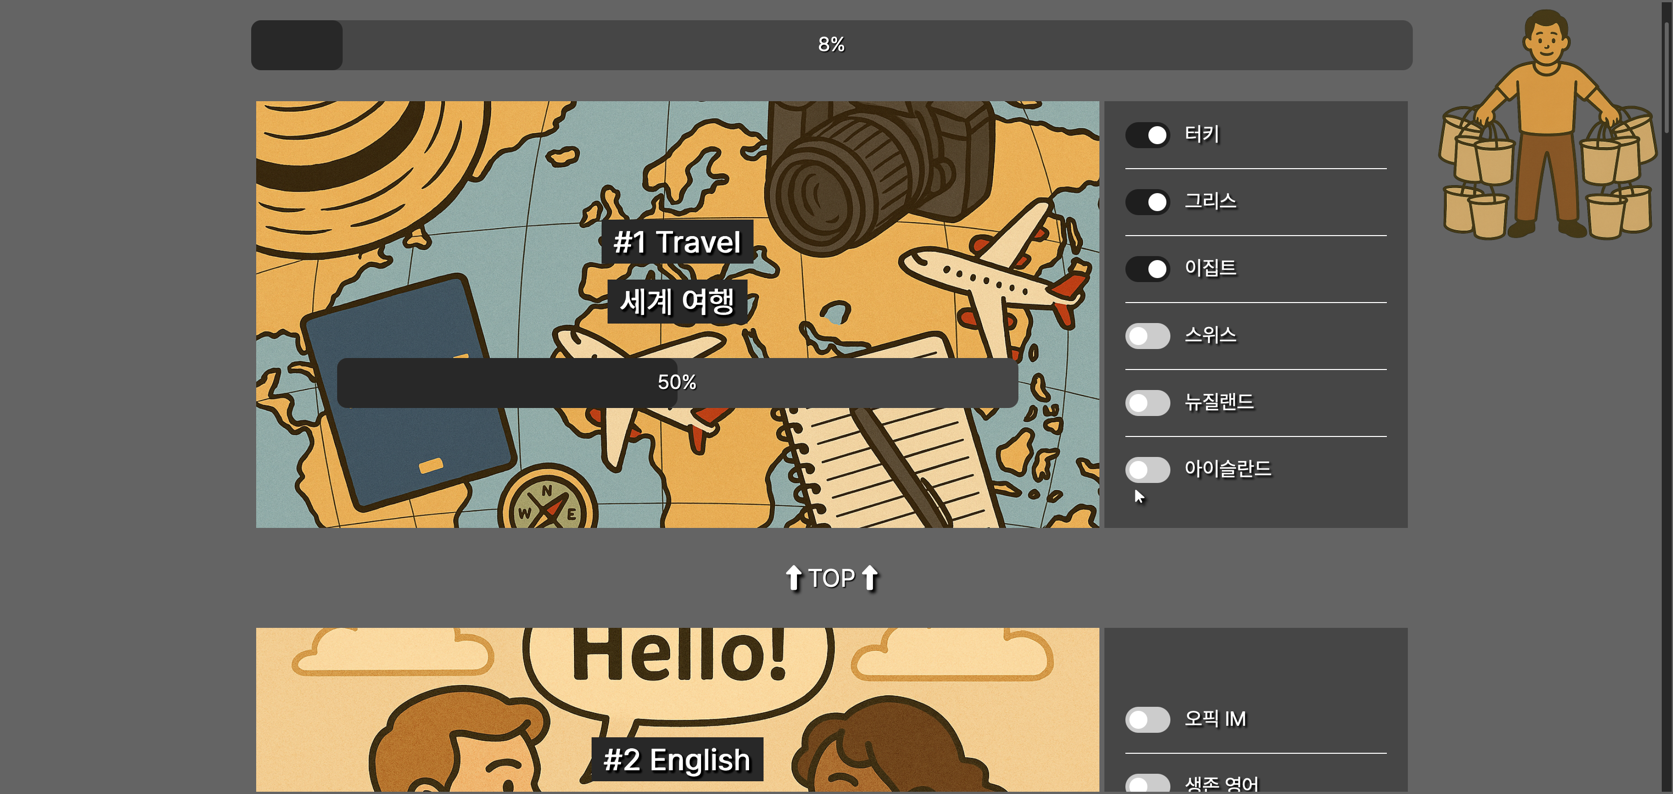 8%
#1 Travel
세계 여행
50%
N
W E
터키
그리스
이집트
스위스
뉴질랜드
아이슬란드
⬆ TOP ⬆
Hello!
#2 English
오픽 IM
생존 영어